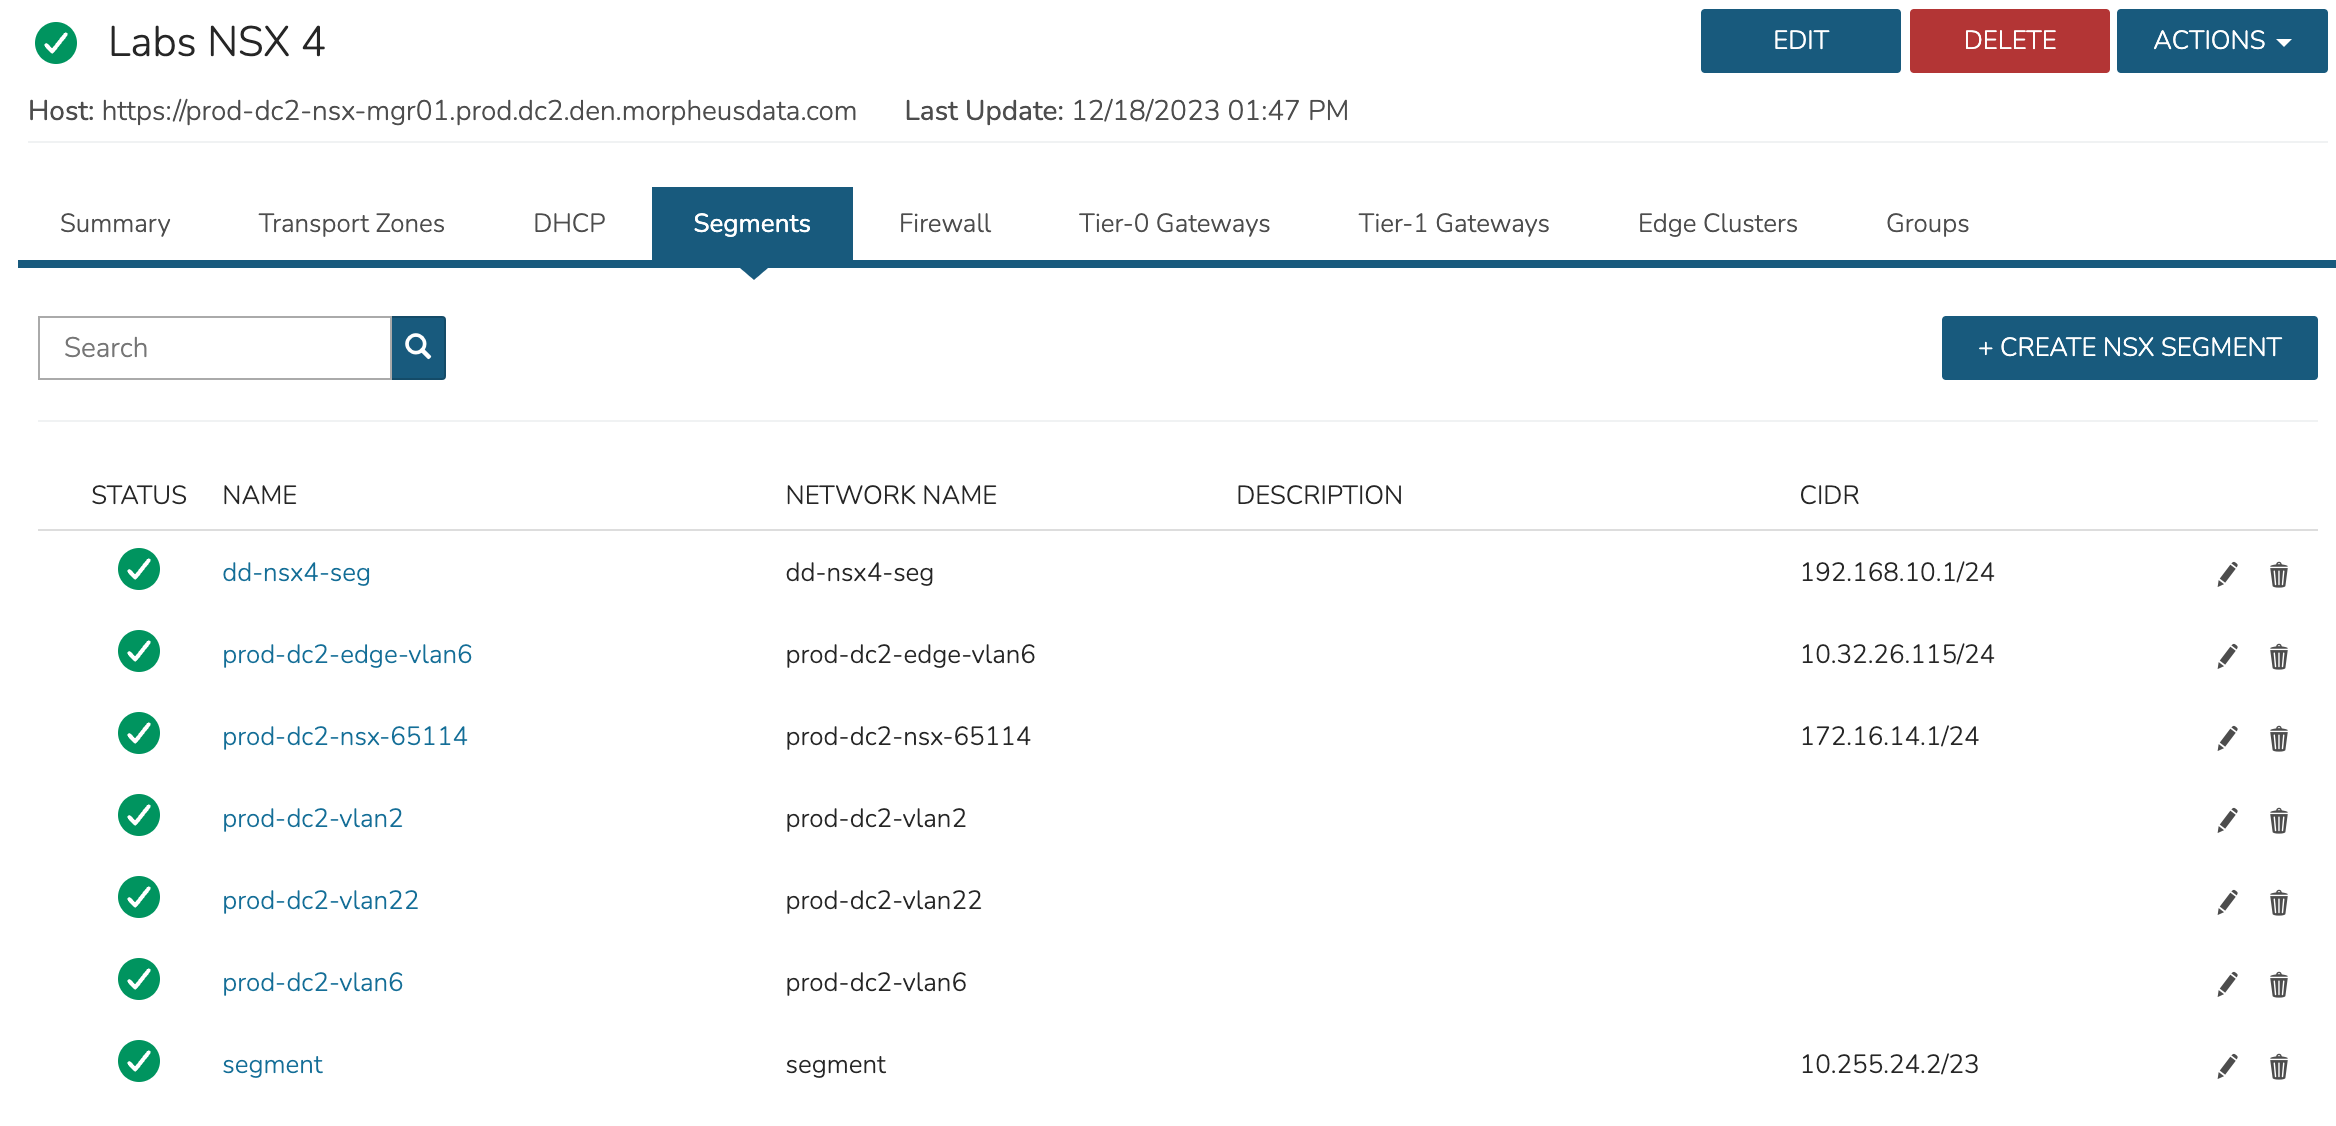 Labs NSX 4
EDIT
DELETE
ACTIONS
Host: https://prod-dc2-nsx-mgr01.prod.dc2.den.morpheusdata.com Last Update: 12/18/2023 01:47 PM
Summary Transport Zones DHCP Segments Firewall Tier-0 Gateways Tier-1 Gateways Edge Clusters Groups
Search
+ CREATE NSX SEGMENT
STATUS NAME NETWORK NAME DESCRIPTION CIDR
dd-nsx4-seg dd-nsx4-seg 192.168.10.1/24
prod-dc2-edge-vlan6 prod-dc2-edge-vlan6 10.32.26.115/24
prod-dc2-nsx-65114 prod-dc2-nsx-65114 172.16.14.1/24
prod-dc2-vlan2 prod-dc2-vlan2
prod-dc2-vlan22 prod-dc2-vlan22
prod-dc2-vlan6 prod-dc2-vlan6
segment segment 10.255.24.2/23